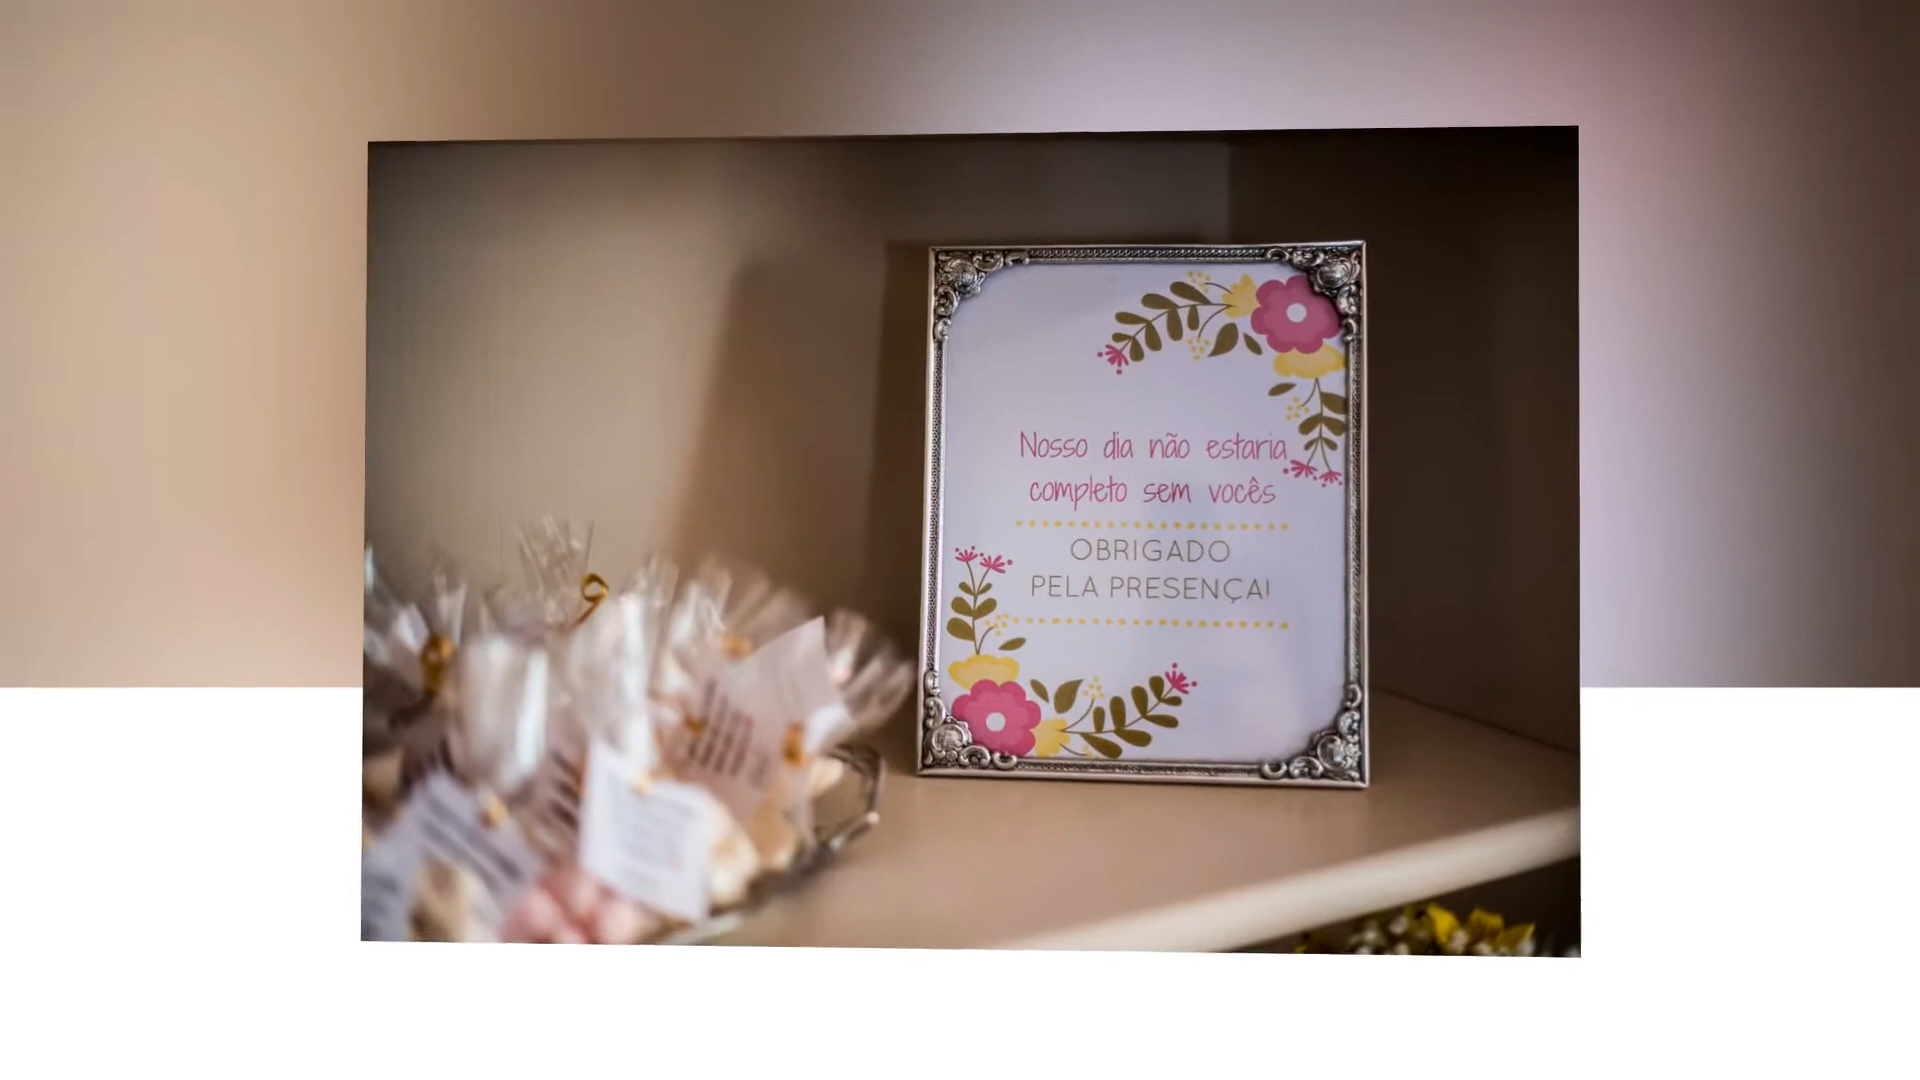 Nosso dia não estaria
completo sem vocês
OBRIGADO
PELA PRESENÇA!